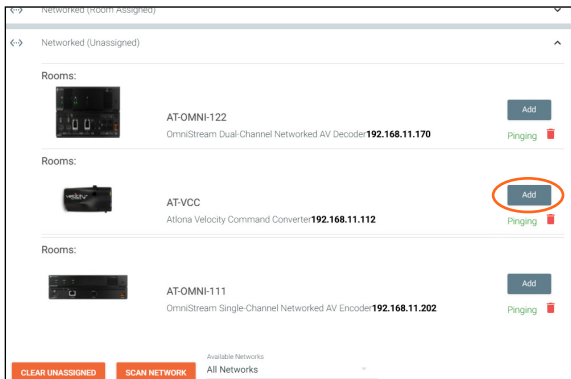 Networked (Room Assigned)
Networked (Unassigned)
Rooms:
AT-OMNI-122
OmniStream Dual-Channel Networked AV Decoder192.168.11.170
Add
Pinging
Rooms:
velocity
AT-VCC
Atlona Velocity Command Converter192.168.11.112
Add
Pinging
Rooms:
AT-OMNI-111
OmniStream Single-Channel Networked AV Encoder192.168.11.202
Add
Pinging
CLEAR UNASSIGNED
SCAN NETWORK
Available Networks
All Networks